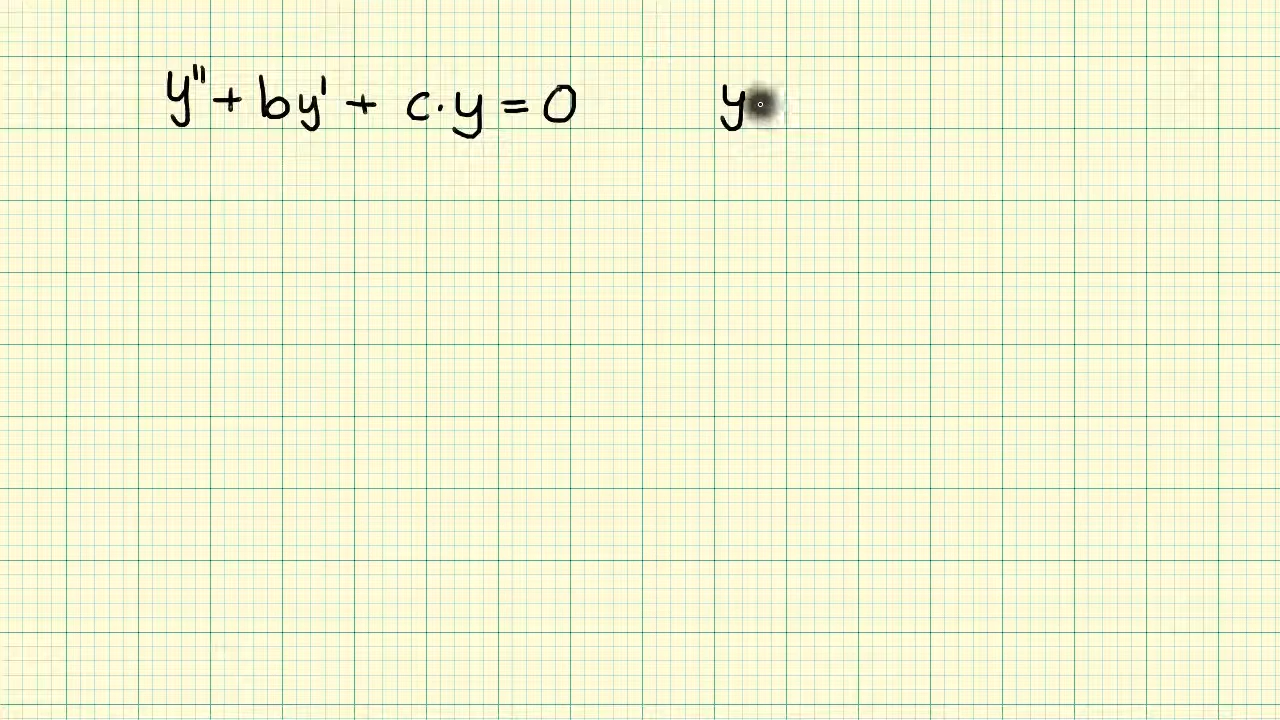 y'' + by' + c·y = 0 y